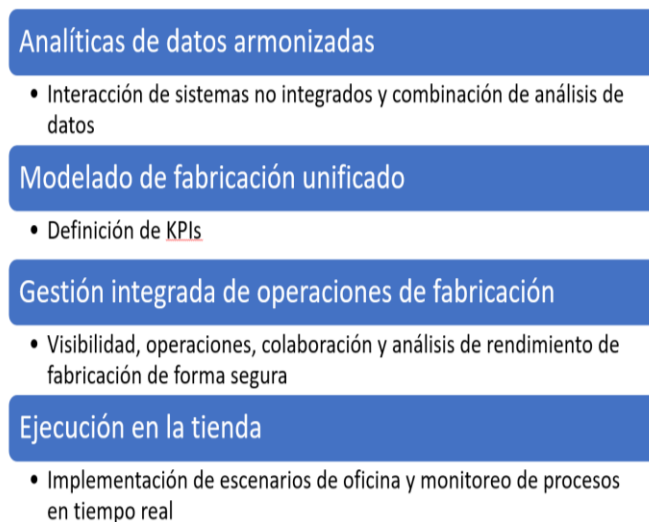 Analíticas de datos armonizadas
• Interacción de sistemas no integrados y combinación de análisis de
datos
Modelado de fabricación unificado
• Definición de KPIs
Gestión integrada de operaciones de fabricación
• Visibilidad, operaciones, colaboración y análisis de rendimiento de
fabricación de forma segura
Ejecución en la tienda
• Implementación de escenarios de oficina y monitoreo de procesos
en tiempo real